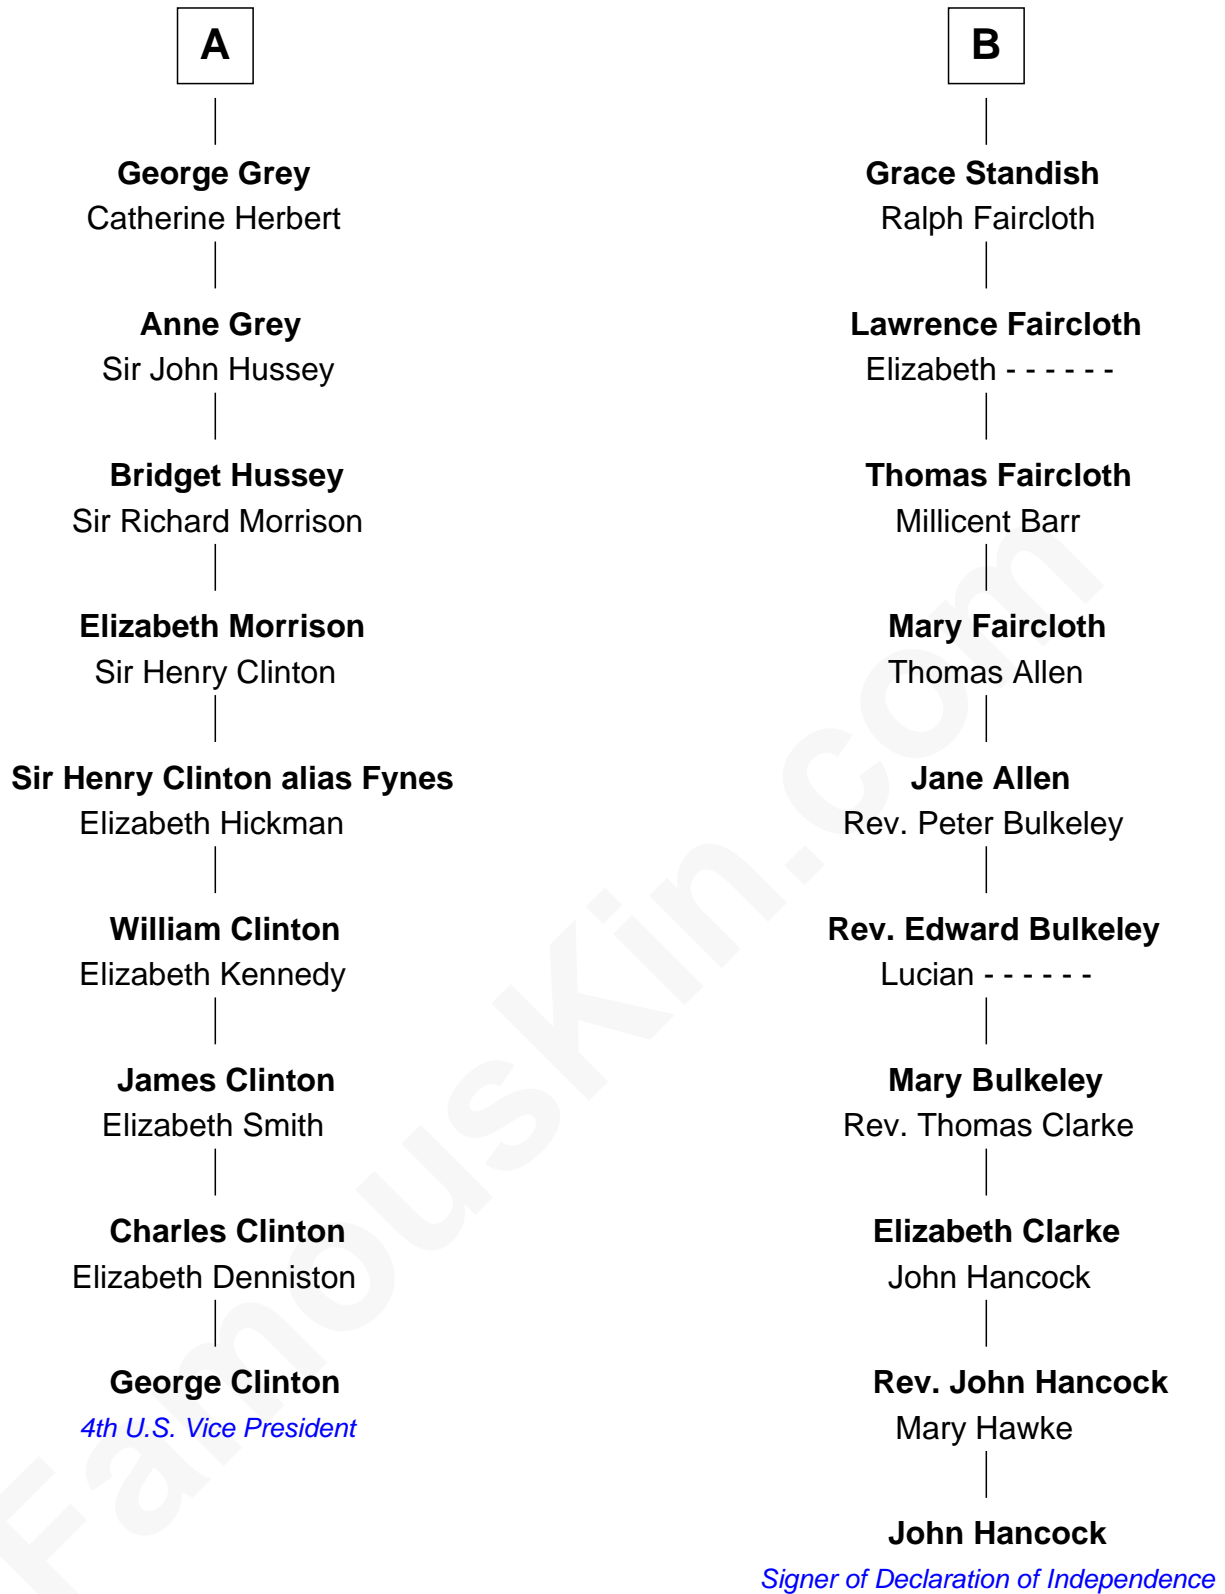 A
George Grey
Catherine Herbert
Anne Grey
Sir John Hussey
Bridget Hussey
Sir Richard Morrison
Elizabeth Morrison
Sir Henry Clinton
Sir Henry Clinton alias Fynes
Elizabeth Hickman
William Clinton
Elizabeth Kennedy
James Clinton
Elizabeth Smith
Charles Clinton
Elizabeth Denniston
George Clinton
4th U.S. Vice President
B
Grace Standish
Ralph Faircloth
Lawrence Faircloth
Elizabeth - - - - - -
Thomas Faircloth
Millicent Barr
Mary Faircloth
Thomas Allen
Jane Allen
Rev. Peter Bulkeley
Rev. Edward Bulkeley
Lucian - - - - - -
Mary Bulkeley
Rev. Thomas Clarke
Elizabeth Clarke
John Hancock
Rev. John Hancock
Mary Hawke
John Hancock
Signer of Declaration of Independence
FamousKin.com